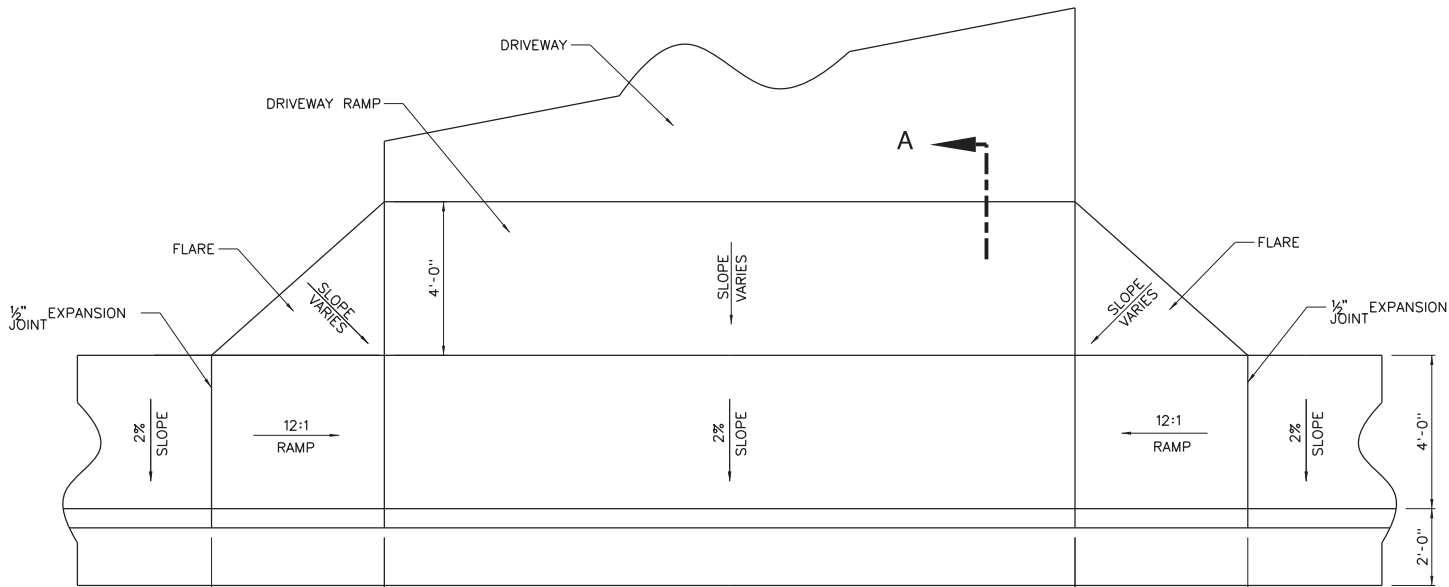 DRIVEWAY
DRIVEWAY RAMP
A
FLARE
FLARE
4'-0"
SLOPE
VARIES
SLOPE
VARIES
SLOPE
VARIES
½" EXPANSION
JOINT
½" EXPANSION
JOINT
2%
SLOPE
12:1
RAMP
2%
SLOPE
12:1
RAMP
2%
SLOPE
4'-0"
2'-0"